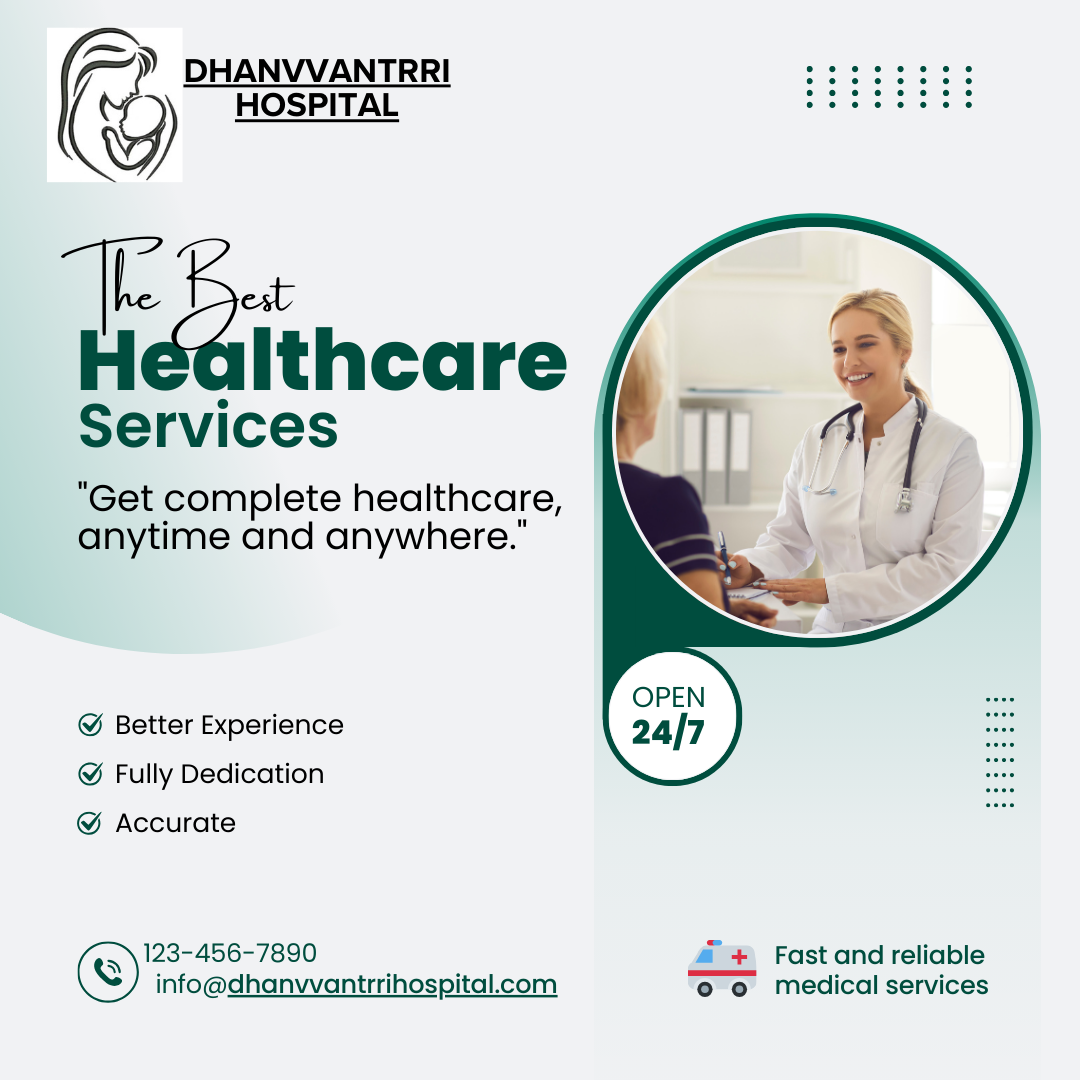 DHANVVANTRRI
HOSPITAL
The Best
Healthcare
Services
"Get complete healthcare,
anytime and anywhere."
OPEN
24/7
Better Experience
Fully Dedication
Accurate
123-456-7890
info@dhanvvantrrihospital.com
Fast and reliable
medical services